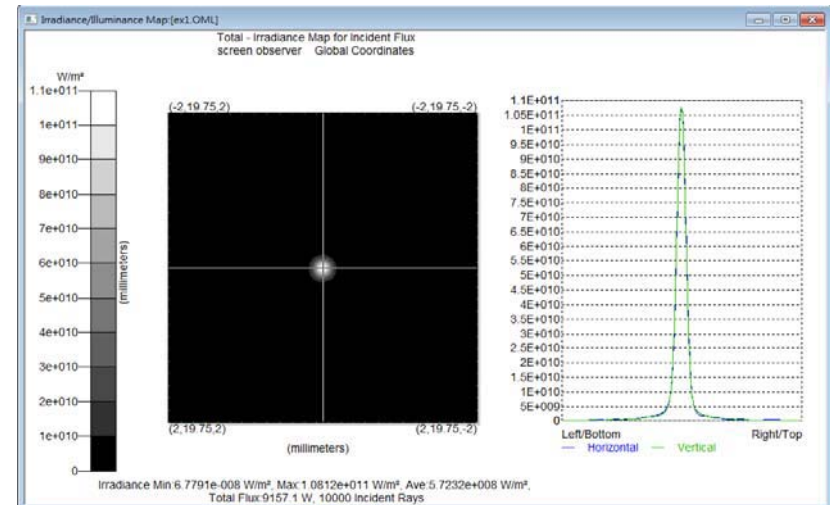 Irradiance/Illuminance Map:[ex1.OML]
Total - Irradiance Map for Incident Flux
screen observer Global Coordinates
W/m²
1.1e+011
1e+011
9e+010
8e+010
7e+010
6e+010
5e+010
4e+010
3e+010
2e+010
1e+010
0
(millimeters)
(-2,19.75,2) (-2,19.75,-2)
(2,19.75,2) (2,19.75,-2)
(millimeters)
1.1E+011
1.05E+011
1E+011
9.5E+010
9E+010
8.5E+010
8E+010
7.5E+010
7E+010
6.5E+010
6E+010
5.5E+010
5E+010
4.5E+010
4E+010
3.5E+010
3E+010
2.5E+010
2E+010
1.5E+010
1E+010
5E+009
0
Left/Bottom Right/Top
Horizontal Vertical
Irradiance Min:6.7791e-008 W/m², Max:1.0812e+011 W/m², Ave:5.7232e+008 W/m²,
Total Flux:9157.1 W, 10000 Incident Rays